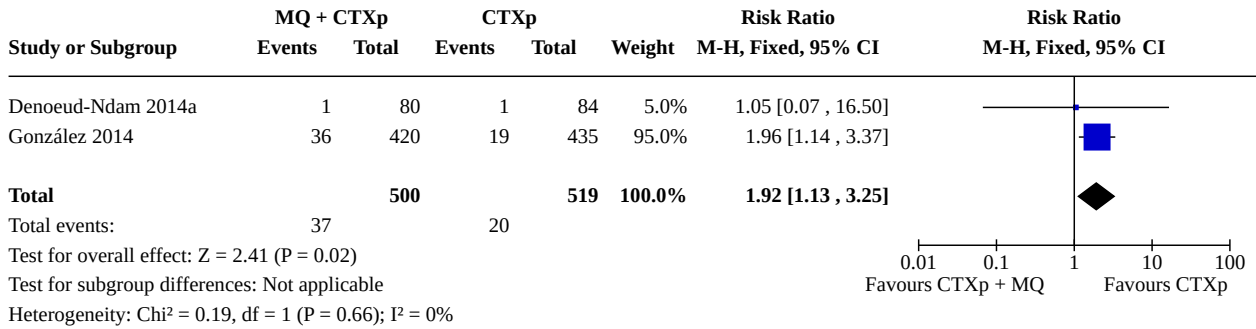 MQ + CTXp CTXp Risk Ratio Risk Ratio
Study or Subgroup Events Total Events Total Weight M-H, Fixed, 95% CI M-H, Fixed, 95% CI
Denoeud-Ndam 2014a 1 80 1 84 5.0% 1.05 [0.07 , 16.50]
González 2014 36 420 19 435 95.0% 1.96 [1.14 , 3.37]
Total 500 519 100.0% 1.92 [1.13 , 3.25]
Total events: 37 20
Test for overall effect: Z = 2.41 (P = 0.02)
0.01 0.1 1 10 100
Test for subgroup differences: Not applicable Favours CTXp + MQ Favours CTXp
Heterogeneity: Chi² = 0.19, df = 1 (P = 0.66); I² = 0%